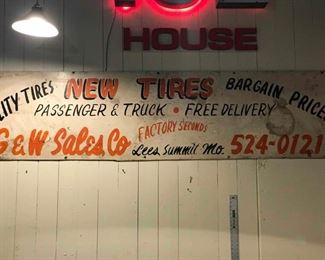 HOUSE
LITY TIRES NEW TIRES BARGAIN PRICE
PASSENGER & TRUCK • FREE DELIVERY
FACTORY SECONDS
G & W Sales Co Lees Summit Mo. 524-0121